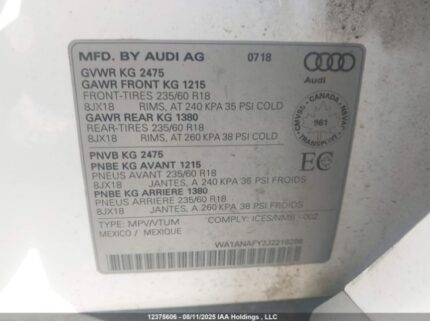 MFD. BY AUDI AG 0718
Audi
GVWR KG 2475
GAWR FRONT KG 1215
FRONT-TIRES 235/60 R18
8JX18 RIMS, AT 240 KPA 35 PSI COLD
GAWR REAR KG 1380
REAR-TIRES 235/60 R18
8JX18 RIMS, AT 260 KPA 38 PSI COLD
CANADA
961
TRANSPORT
PNVB KG 2475
PNBE KG AVANT 1215
PNEUS AVANT 235/60 R18
8JX18 JANTES, A 240 KPA 35 PSI FROIDS
PNBE KG ARRIERE 1380
PNEUS ARRIERE 235/60 R18
8JX18 JANTES, A 260 KPA 38 PSI FROIDS
EC
TYPE: MPV/VTUM COMPLY: ICES/NMB-002
MEXICO / MEXIQUE
12375606 - 08/11/2025 IAA Holdings, LLC